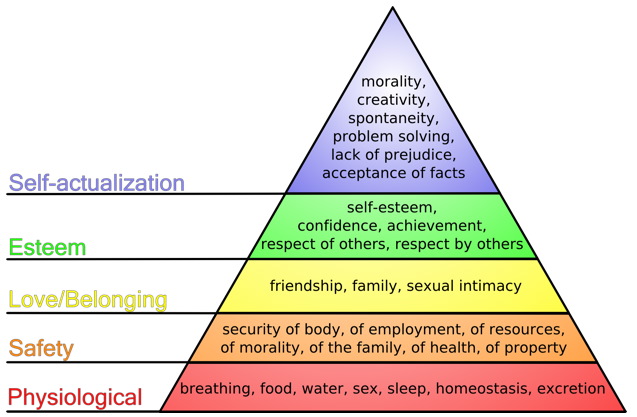 morality,
creativity,
spontaneity,
problem solving,
lack of prejudice,
acceptance of facts
Self-actualization
self-esteem,
confidence, achievement,
respect of others, respect by others
Esteem
friendship, family, sexual intimacy
Love/Belonging
security of body, of employment, of resources,
of morality, of the family, of health, of property
Safety
breathing, food, water, sex, sleep, homeostasis, excretion
Physiological